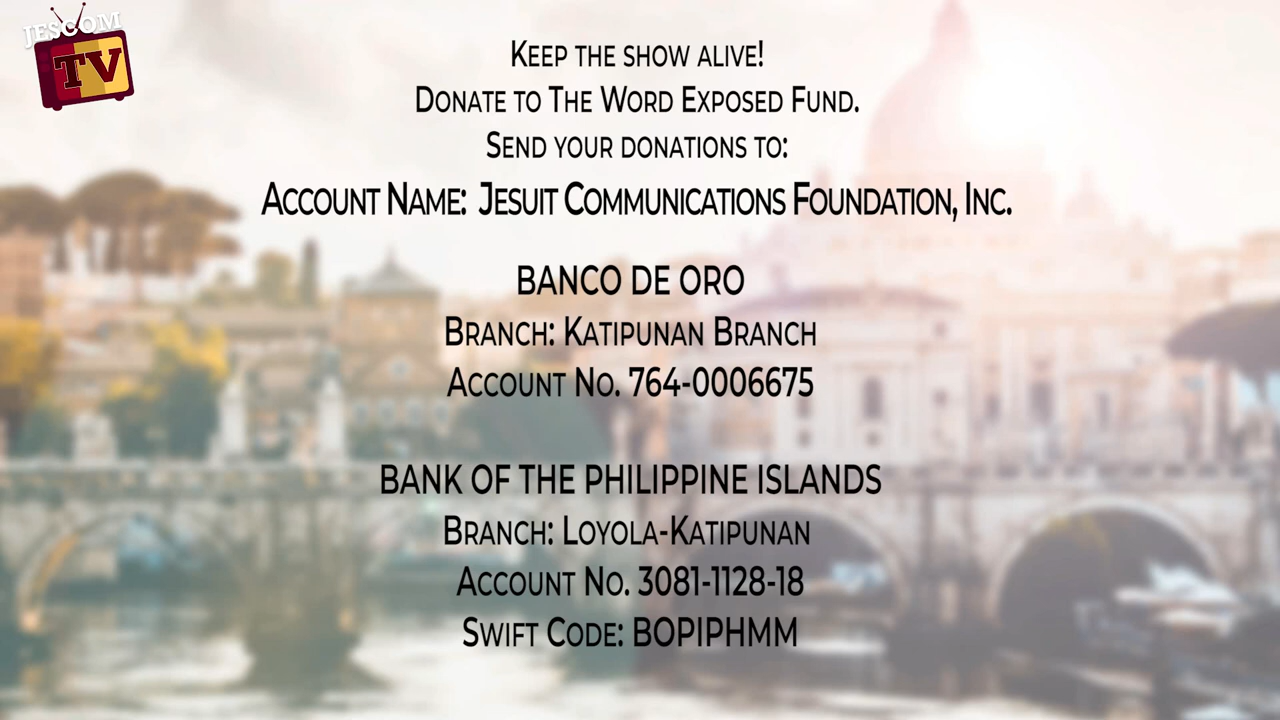 JESCOM
TV
Keep the show alive!
Donate to The Word Exposed Fund.
Send your donations to:
Account Name: Jesuit Communications Foundation, Inc.
BANCO DE ORO
Branch: Katipunan Branch
Account No. 764-0006675
BANK OF THE PHILIPPINE ISLANDS
Branch: Loyola-Katipunan
Account No. 3081-1128-18
Swift Code: BOPIPHMM